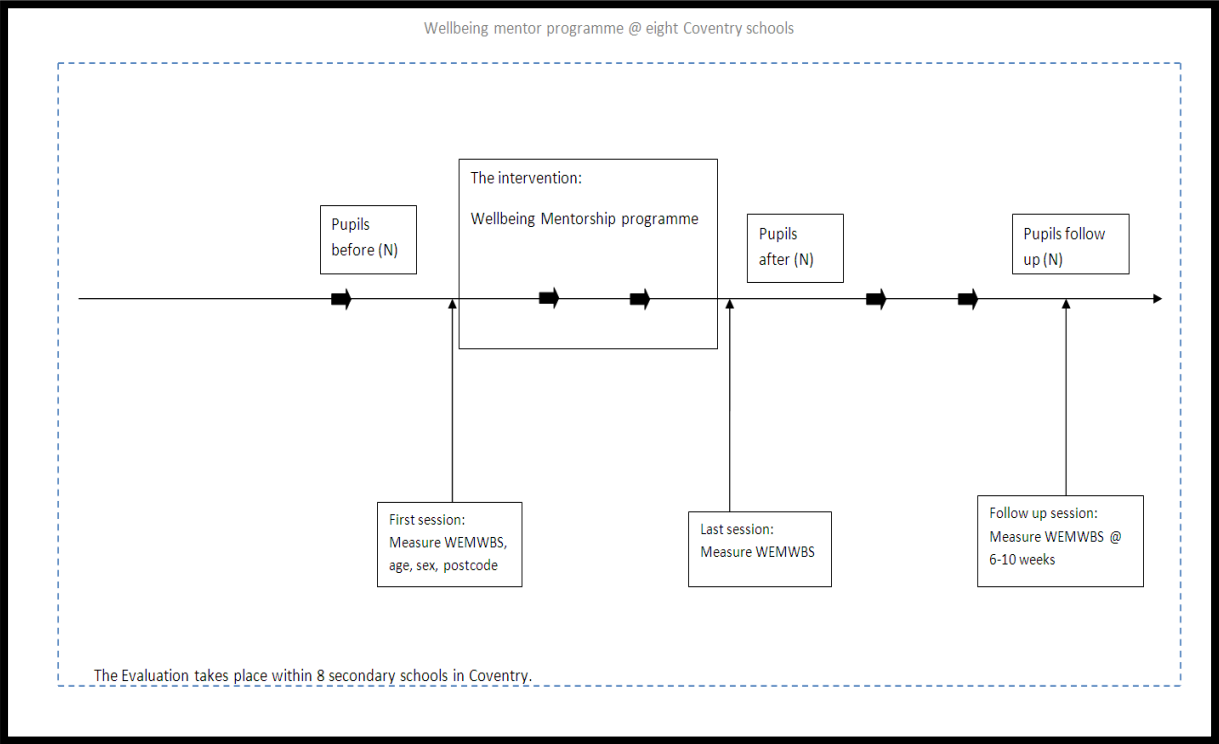 Wellbeing mentor programme @ eight Coventry schools
The intervention:
Wellbeing Mentorship programme
Pupils
before (N)
Pupils
after (N)
Pupils follow
up (N)
First session:
Measure WEMWBS,
age, sex, postcode
Last session:
Measure WEMWBS
Follow up session:
Measure WEMWBS @
6-10 weeks
The Evaluation takes place within 8 secondary schools in Coventry.